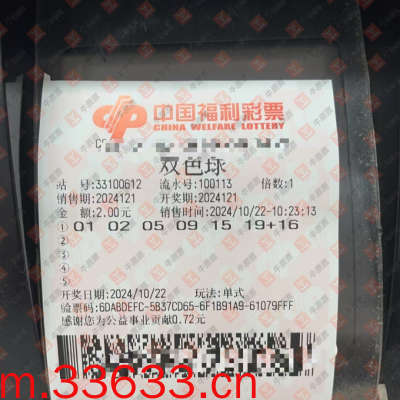 中国福利彩票
CHINA WELFARE LOTTERY
双色球
站 号:33100612 流水号:100113 倍数:1
销售期:2024121 开奖期:2024121
金 额:2.00元 销售时间:2024/10/22-10:23:13
① 01 02 05 09 15 19+16
②
③
④
⑤
开奖日期:2024/10/22 玩法:单式
验票码:6DABDEFC-5B37CD65-6F1B91A9-61079FFF
感谢您为公益事业贡献0.72元
m.33633.cn